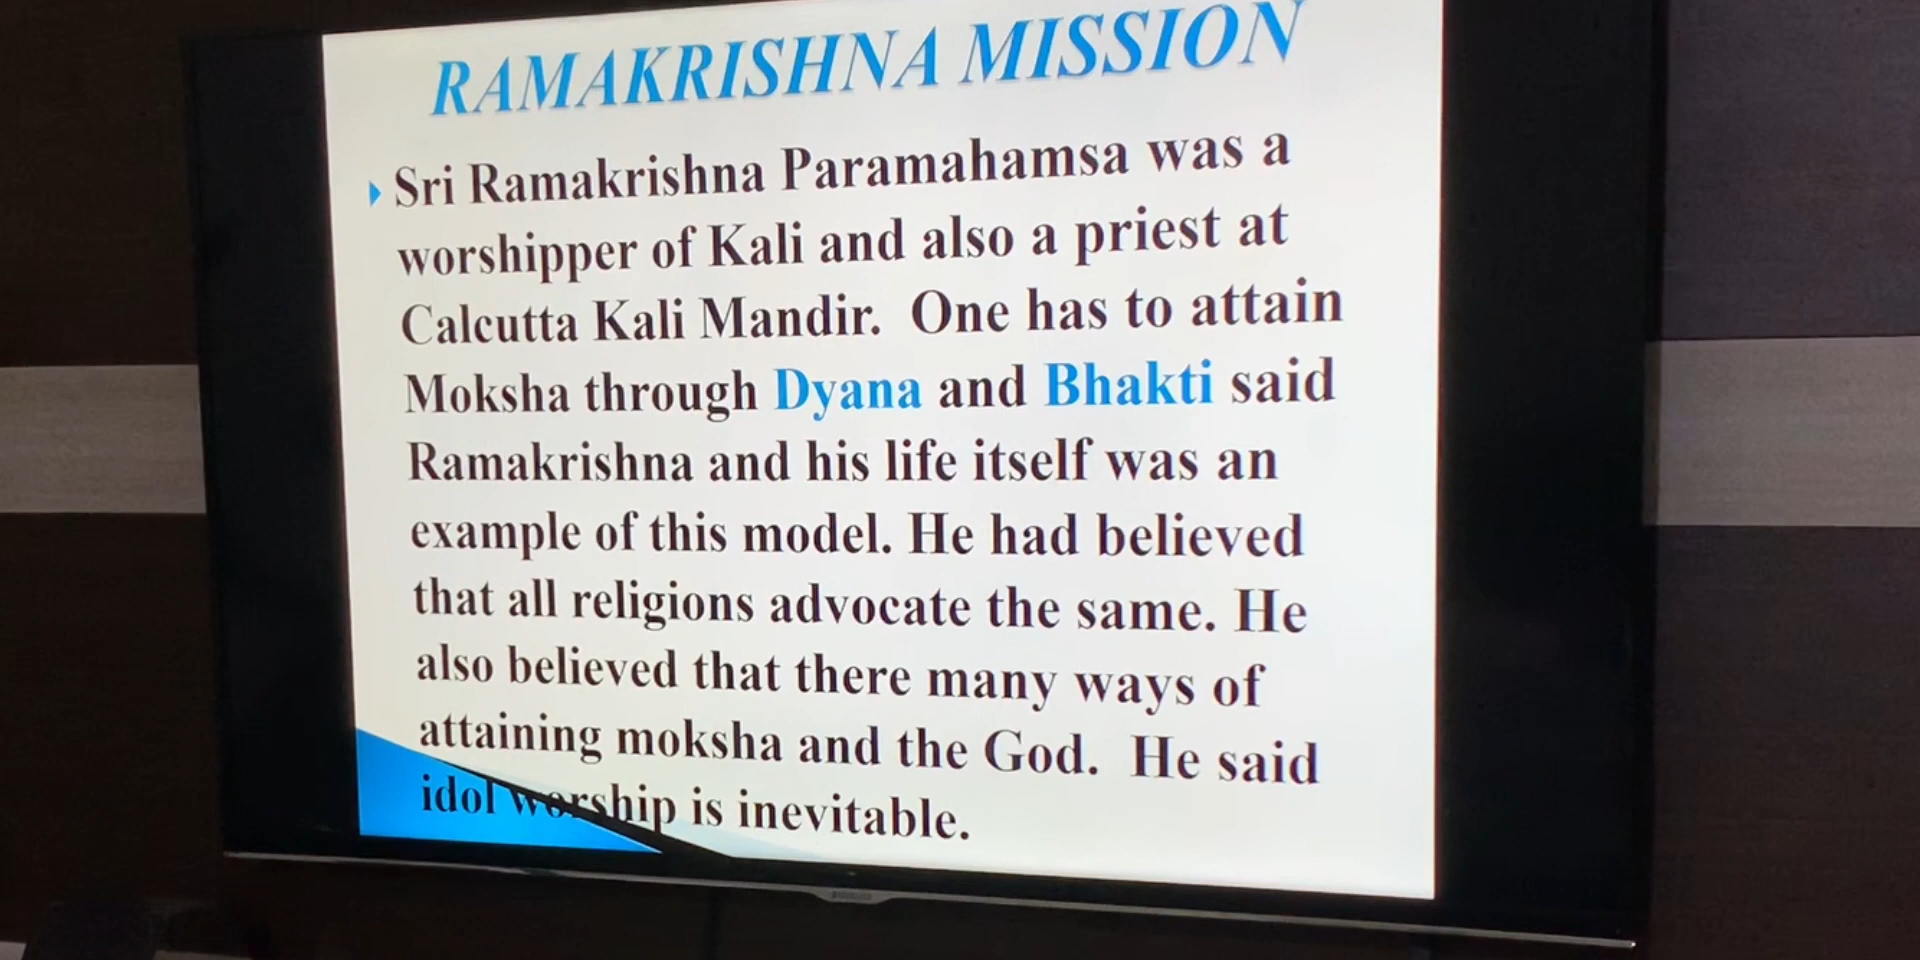 RAMAKRISHNA MISSION
Sri Ramakrishna Paramahamsa was a
worshipper of Kali and also a priest at
Calcutta Kali Mandir. One has to attain
Moksha through Dyana and Bhakti said
Ramakrishna and his life itself was an
example of this model. He had believed
that all religions advocate the same. He
also believed that there many ways of
attaining moksha and the God. He said
idol worship is inevitable.